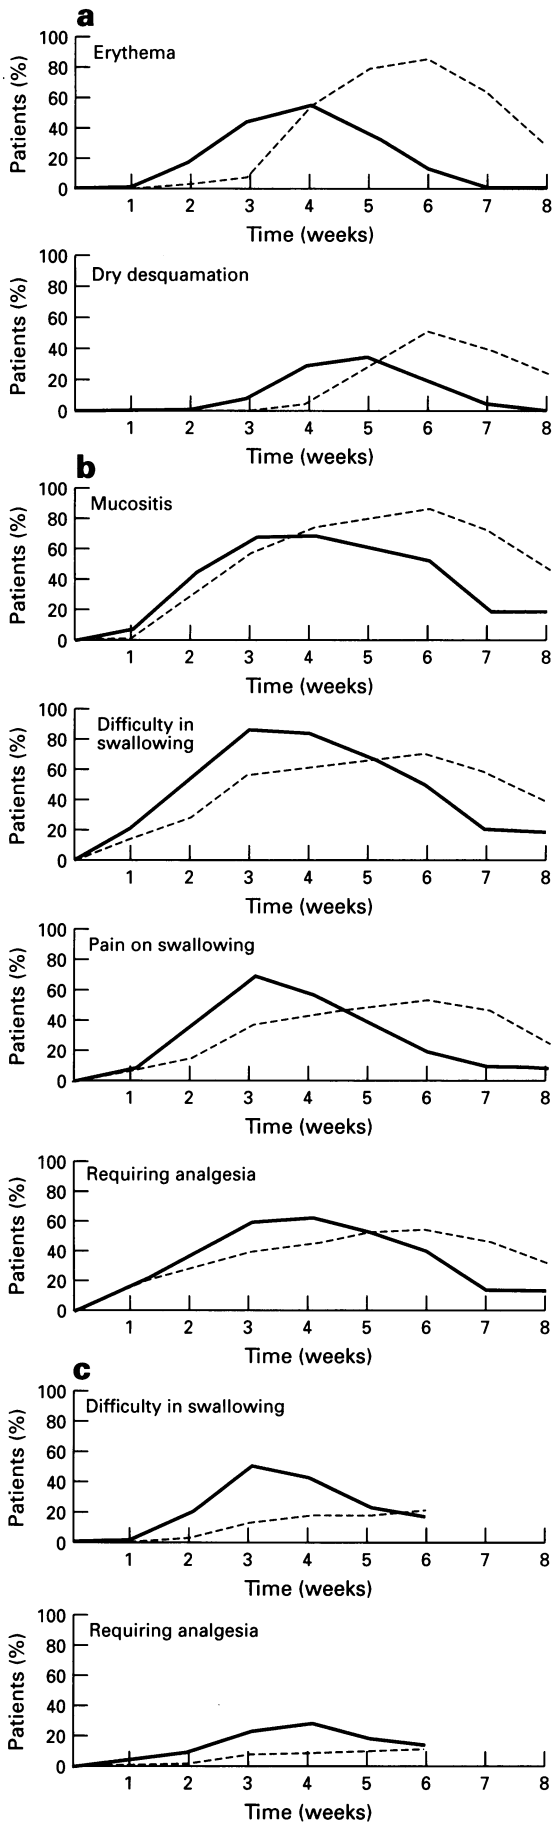 a
Erythema
Patients (%)
100
80
60
40
20
0
1 2 3 4 5 6 7 8
Time (weeks)
Dry desquamation
Patients (%)
100
80
60
40
20
0
1 2 3 4 5 6 7 8
Time (weeks)
b
Mucositis
Patients (%)
100
80
60
40
20
0
1 2 3 4 5 6 7 8
Time (weeks)
Difficulty in
swallowing
Patients (%)
100
80
60
40
20
0
1 2 3 4 5 6 7 8
Time (weeks)
Pain on swallowing
Patients (%)
100
80
60
40
20
0
1 2 3 4 5 6 7 8
Time (weeks)
Requiring analgesia
Patients (%)
100
80
60
40
20
0
1 2 3 4 5 6 7 8
Time (weeks)
c
Difficulty in swallowing
Patients (%)
100
80
60
40
20
0
1 2 3 4 5 6 7 8
Time (weeks)
Requiring analgesia
Patients (%)
100
80
60
40
20
0
1 2 3 4 5 6 7 8
Time (weeks)